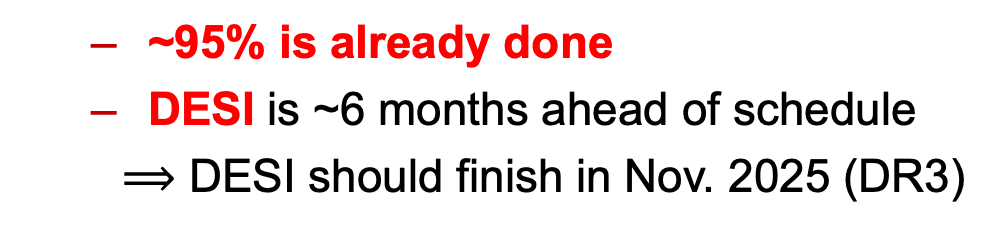 – ~95% is already done
– DESI is ~6 months ahead of schedule
⟹ DESI should finish in Nov. 2025 (DR3)